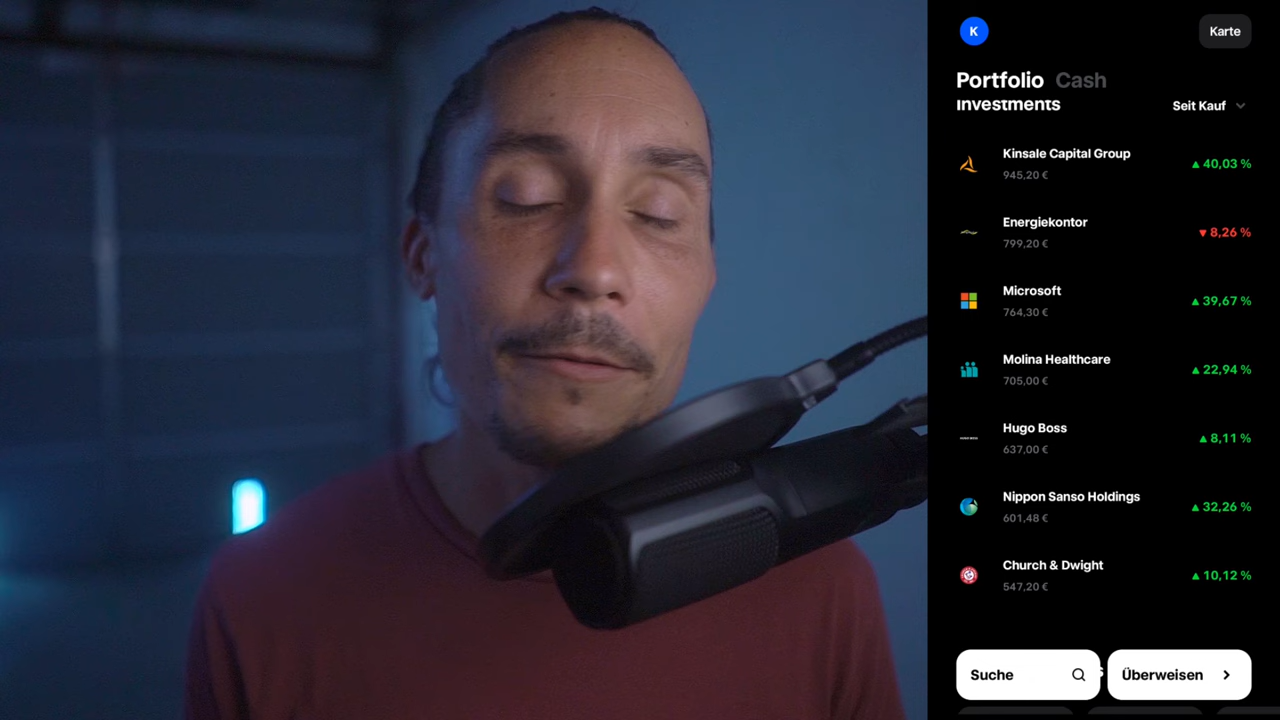 K
Karte
Portfolio Cash
Investments
Seit Kauf
Kinsale Capital Group
945,20 €
▲ 40,03 %
Energiekontor
799,20 €
▼ 8,26 %
Microsoft
764,30 €
▲ 39,67 %
Molina Healthcare
705,00 €
▲ 22,94 %
Hugo Boss
637,00 €
▲ 8,11 %
Nippon Sanso Holdings
601,48 €
▲ 32,26 %
Church & Dwight
547,20 €
▲ 10,12 %
Suche
Überweisen